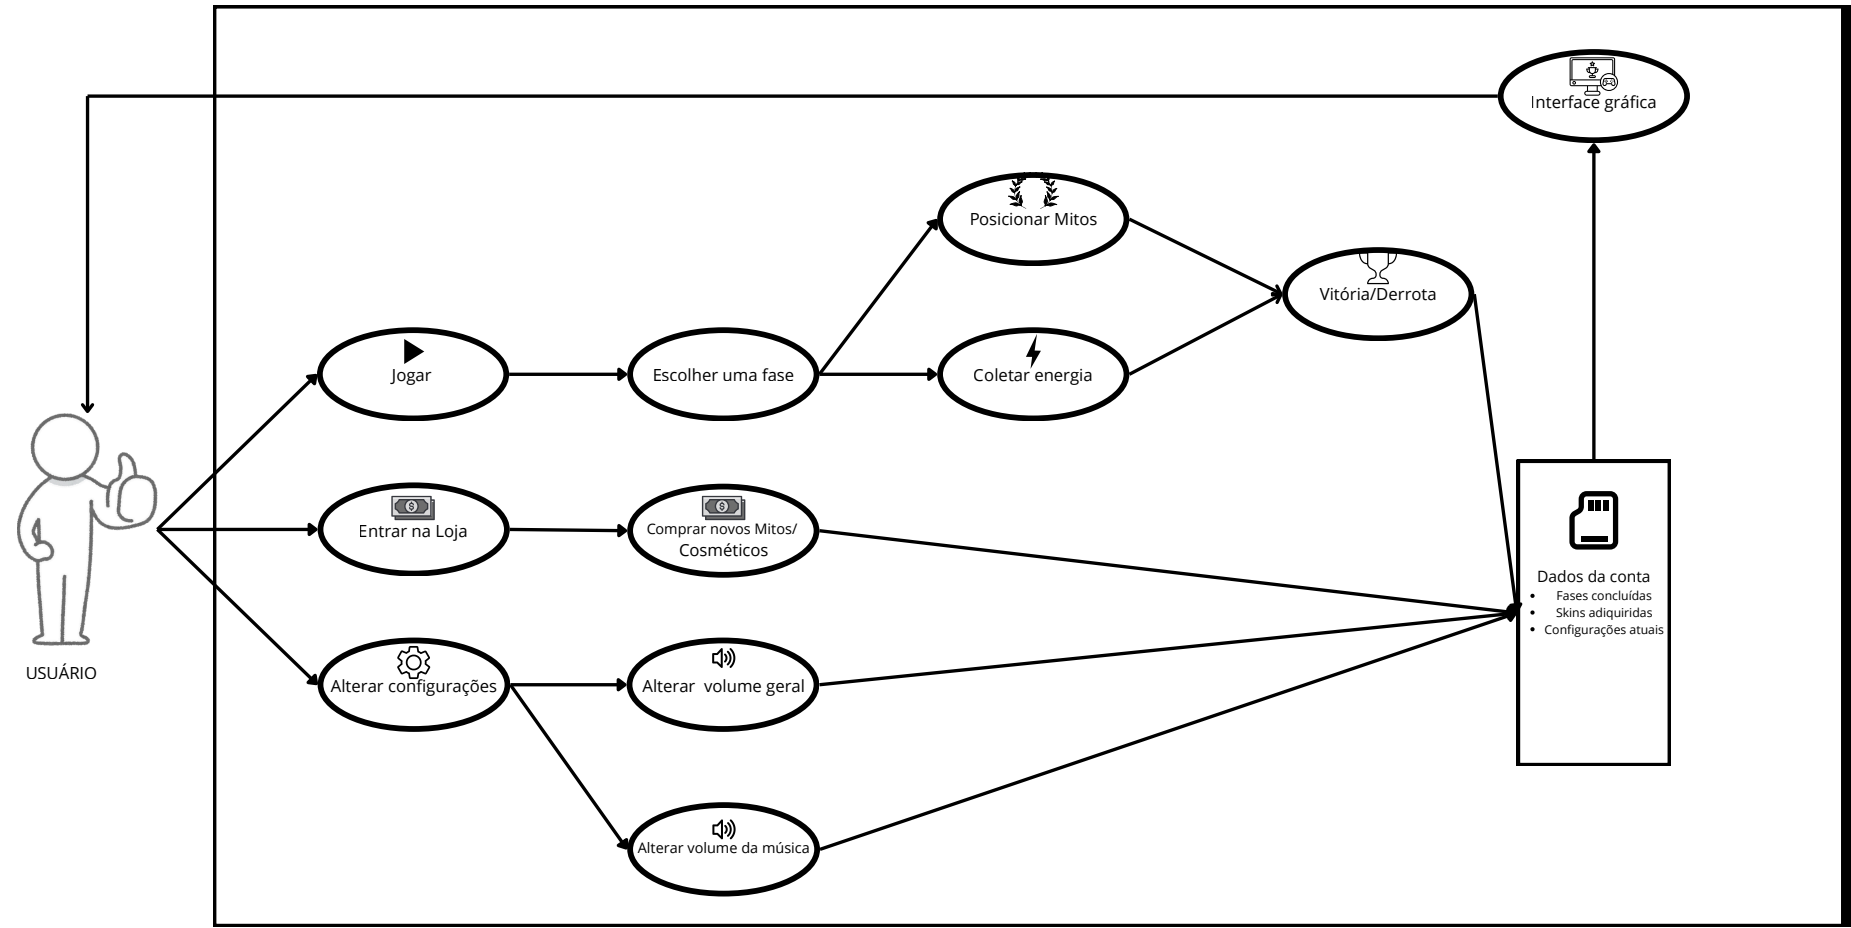 Interface gráfica
Posicionar Mitos
Vitória/Derrota
Jogar
Escolher uma fase
Coletar energia
Entrar na Loja
Comprar novos Mitos/
Cosméticos
Dados da conta
• Fases concluídas
• Skins adiquiridas
• Configurações atuais
USUÁRIO
Alterar configurações
Alterar volume geral
Alterar volume da música